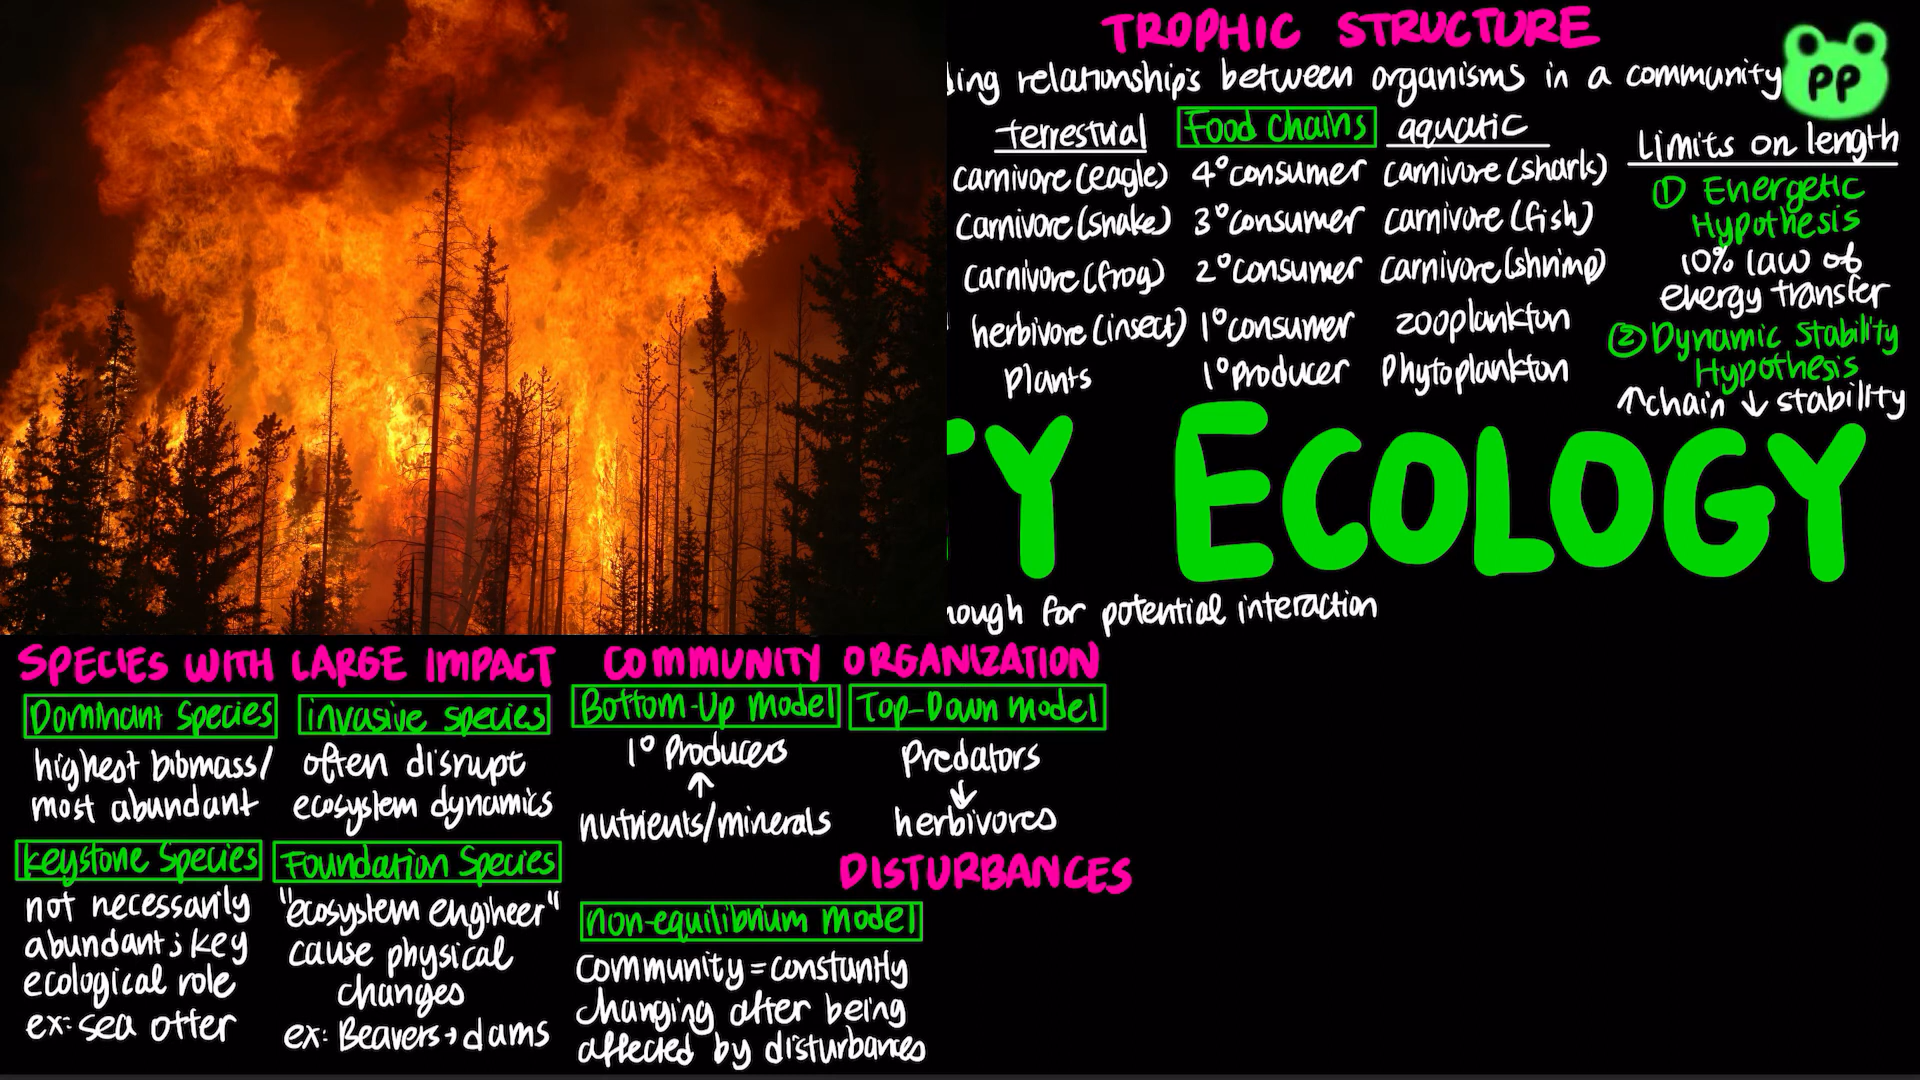 TROPHIC STRUCTURE
relationships between organisms in a community
PP
terrestrial Food Chains aquatic
carnivore (eagle) 4° consumer carnivore (shark)
carnivore (snake) 3° consumer carnivore (fish)
carnivore (frog) 2° consumer carnivore (shrimp)
herbivore (insect) 1° consumer zooplankton
Plants 1° Producer Phytoplankton
Limits on length
① Energetic
Hypothesis
10% law of
energy transfer
② Dynamic Stability
Hypothesis
↑chain ↓ stability
Y ECOLOGY
for potential interaction
SPECIES WITH LARGE IMPACT
Dominant Species
highest biomass/
most abundant
invasive species
often disrupt
ecosystem dynamics
Keystone Species
not necessarily
abundant; key
ecological role
ex: sea otter
Foundation Species
"ecosystem engineer"
cause physical
changes
ex: Beavers → dams
COMMUNITY ORGANIZATION
Bottom-Up Model
1° Producers
↑
nutrients/minerals
Top-Down Model
Predators
↓
herbivores
DISTURBANCES
non-equilibrium model
community = constantly
changing after being
affected by disturbances